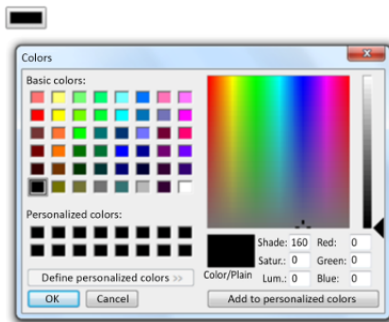 Colors
Basic colors:
Personalized colors:
Define personalized colors >>
OK Cancel
Color/Plain
Shade: 160 Red: 0
Satur.: 0 Green: 0
Lum.: 0 Blue: 0
Add to personalized colors